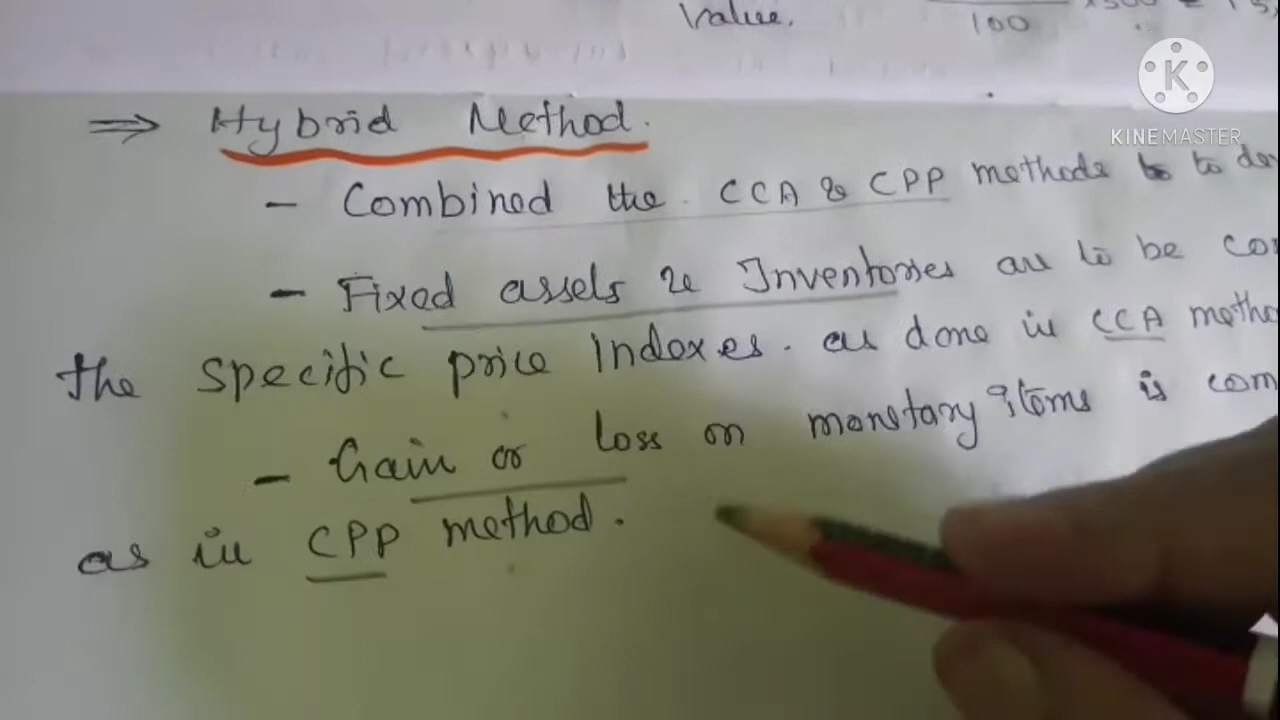 Value. 100
K
KINEMASTER
⇒ Hybrid Method.
- Combined the CCA & CPP methods to
- Fixed assets & Inventories are to be
the specific price indexes. as done in CCA
- Gain or loss on monetary items is
as in CPP method.